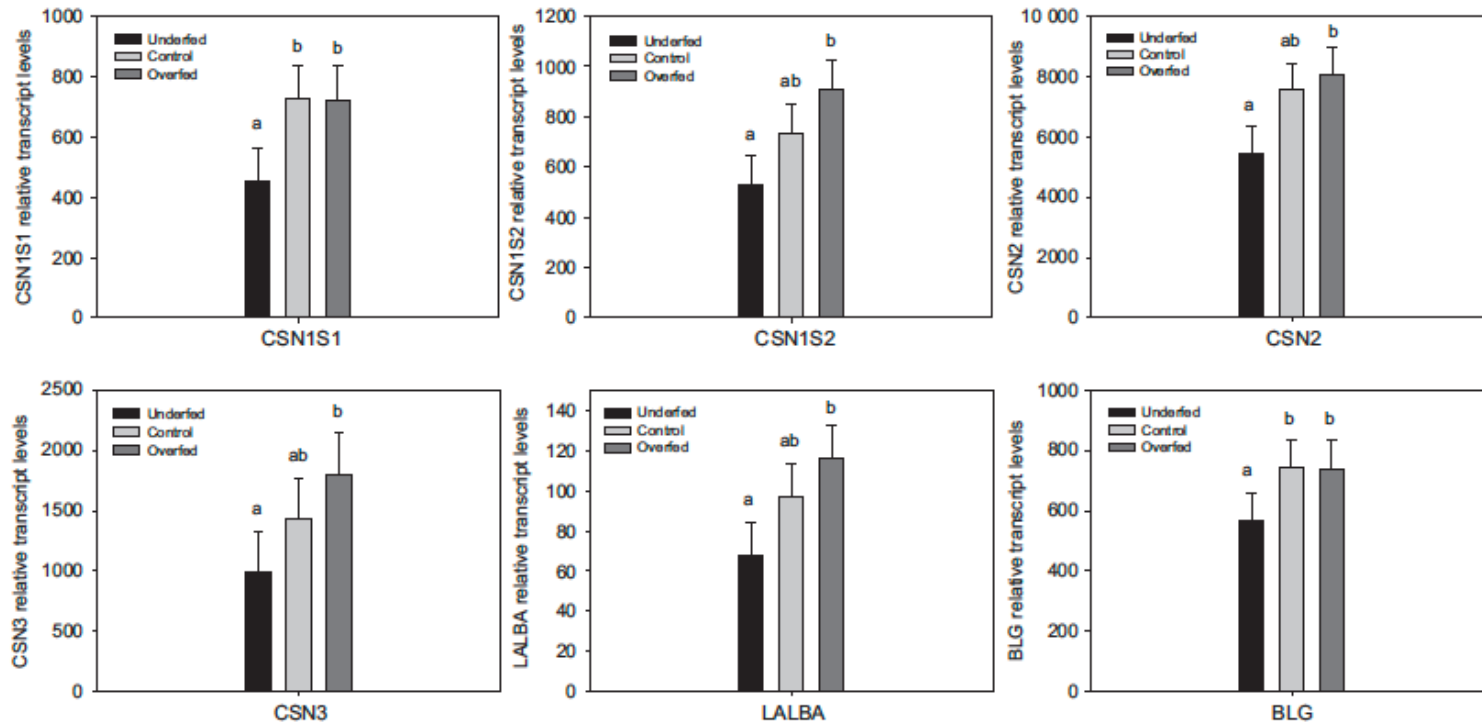 CSN1S1 relative transcript levels
1000
800
600
400
200
0
Underfed
Control
Overfed
a
b
b
CSN1S1
CSN1S2 relative transcript levels
1200
1000
800
600
400
200
0
Underfed
Control
Overfed
a
ab
b
CSN1S2
CSN2 relative transcript levels
10 000
8000
6000
4000
2000
0
Underfed
Control
Overfed
a
ab
b
CSN2
CSN3 relative transcript levels
2500
2000
1500
1000
500
0
Underfed
Control
Overfed
a
ab
b
CSN3
LALBA relative transcript levels
140
120
100
80
60
40
20
0
Underfed
Control
Overfed
a
ab
b
LALBA
BLG relative transcript levels
1000
800
600
400
200
0
Underfed
Control
Overfed
a
b
b
BLG